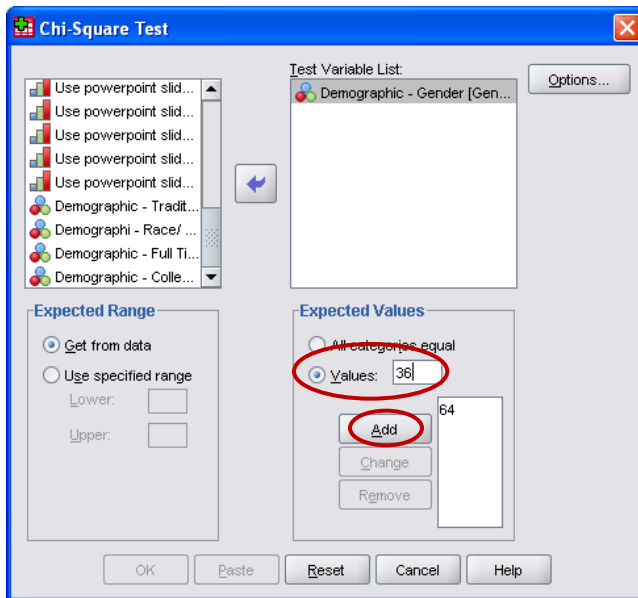 Chi-Square Test
Test Variable List:
Options...
Use powerpoint slid...
Use powerpoint slid...
Use powerpoint slid...
Use powerpoint slid...
Use powerpoint slid...
Demographic - Tradit...
Demographi - Race/ ...
Demographic - Full Ti...
Demographic - Colle...
Demographic - Gender [Gen...
Expected Range
Get from data
Use specified range
Lower:
Upper:
Expected Values
All categories equal
Values: 36
64
Add
Change
Remove
OK Paste Reset Cancel Help